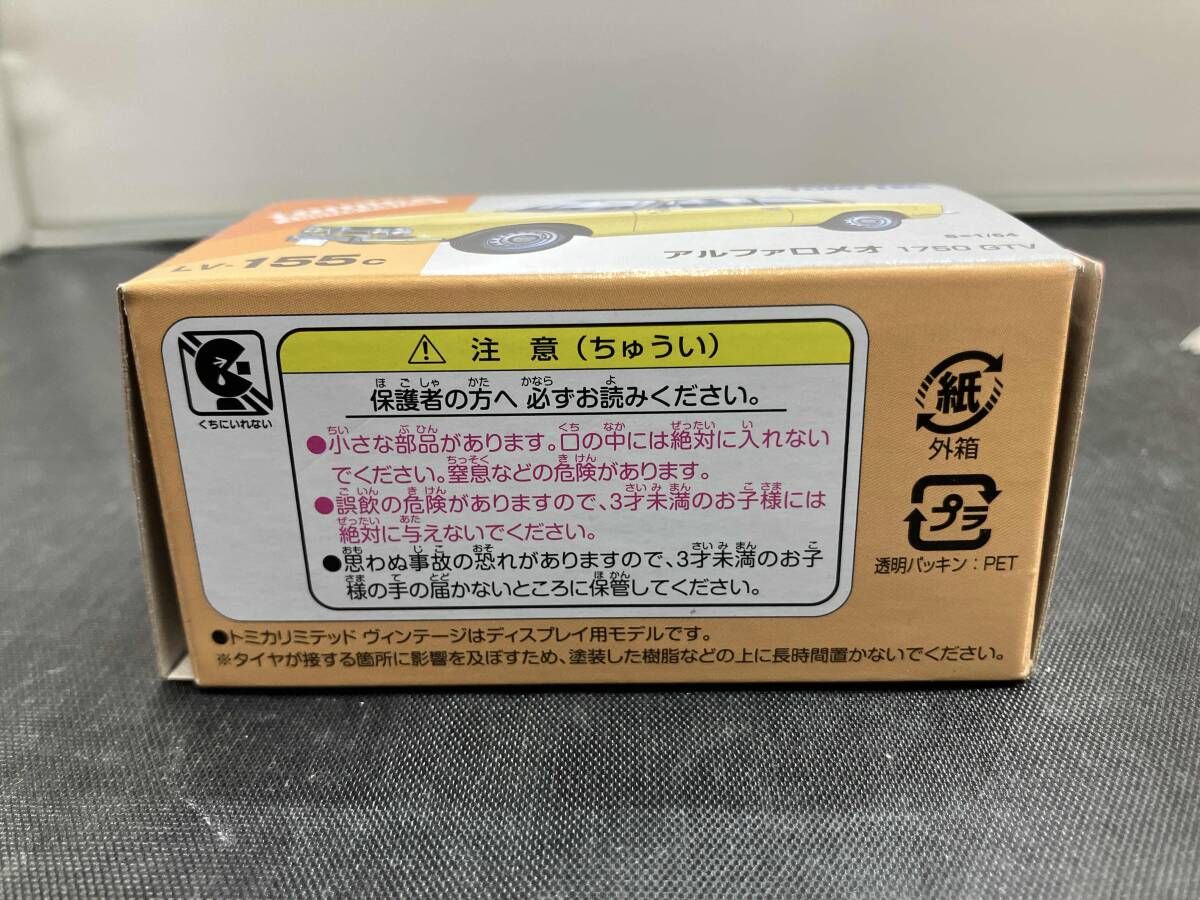 LV-155c
アルファロメオ 1750 GTV
S=1/64
くちにいれない
⚠ 注意（ちゅうい）
保護者の方へ 必ずお読みください。
●小さな部品があります。口の中には絶対に入れない
でください。窒息などの危険があります。
●誤飲の危険がありますので、3才未満のお子様には
絶対に与えないでください。
●思わぬ事故の恐れがありますので、3才未満のお子
様の手の届かないところに保管してください。
●トミカリミテッド ヴィンテージはディスプレイ用モデルです。
※タイヤが接する箇所に影響を及ぼすため、塗装した樹脂などの上に長時間置かないでください。
紙
外箱
プラ
透明パッキン：PET